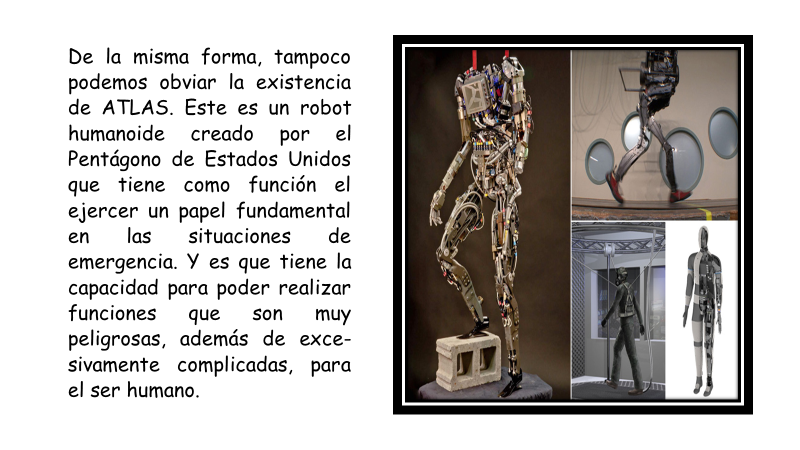 De la misma forma, tampoco
podemos obviar la existencia
de ATLAS. Este es un robot
humanoide creado por el
Pentágono de Estados Unidos
que tiene como función el
ejercer un papel fundamental
en las situaciones de
emergencia. Y es que tiene la
capacidad para poder realizar
funciones que son muy
peligrosas, además de exce-
sivamente complicadas, para
el ser humano.